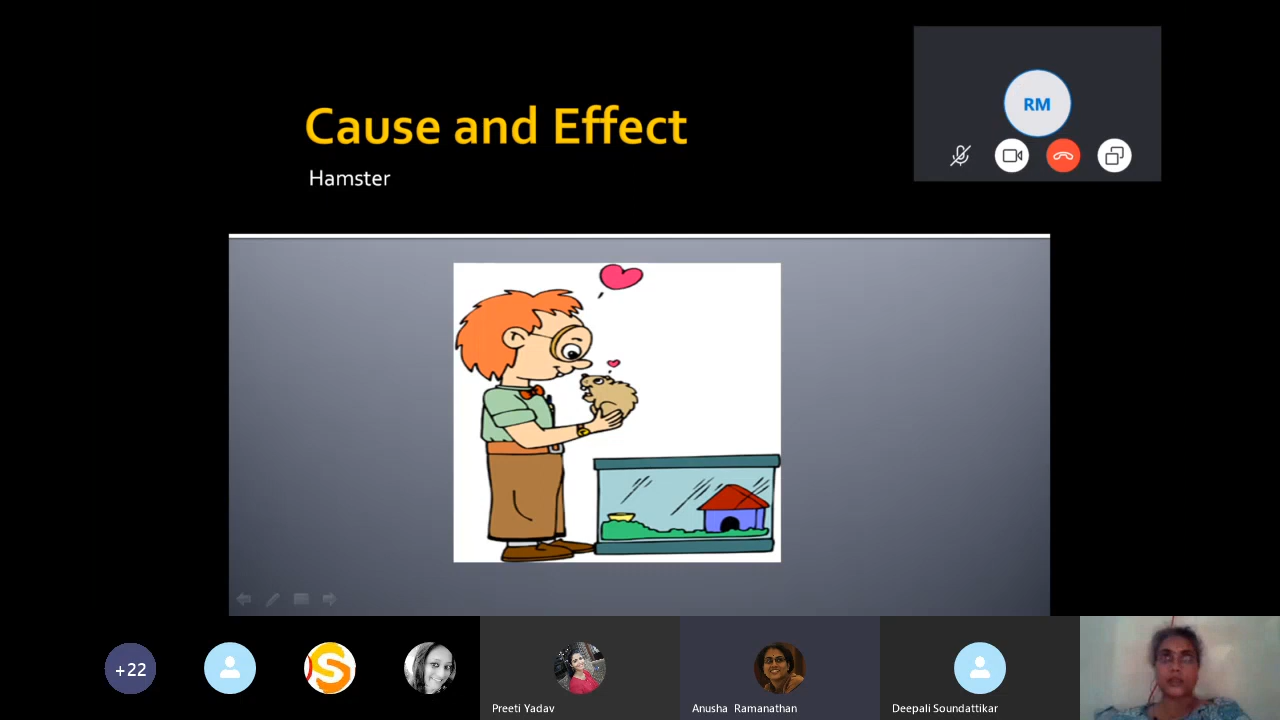 Cause and Effect
Hamster
RM
+22
S
Preeti Yadav
Anusha Ramanathan
Deepali Soundattikar